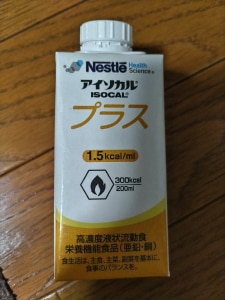 Nestlé Health Science
アイソカル®
ISOCAL®
プラス
1.5kcal/ml
300kcal
200ml
高濃度液状流動食
栄養機能食品(亜鉛・銅)
食生活は、主食、主菜、副菜を基本に、
食事のバランスを。